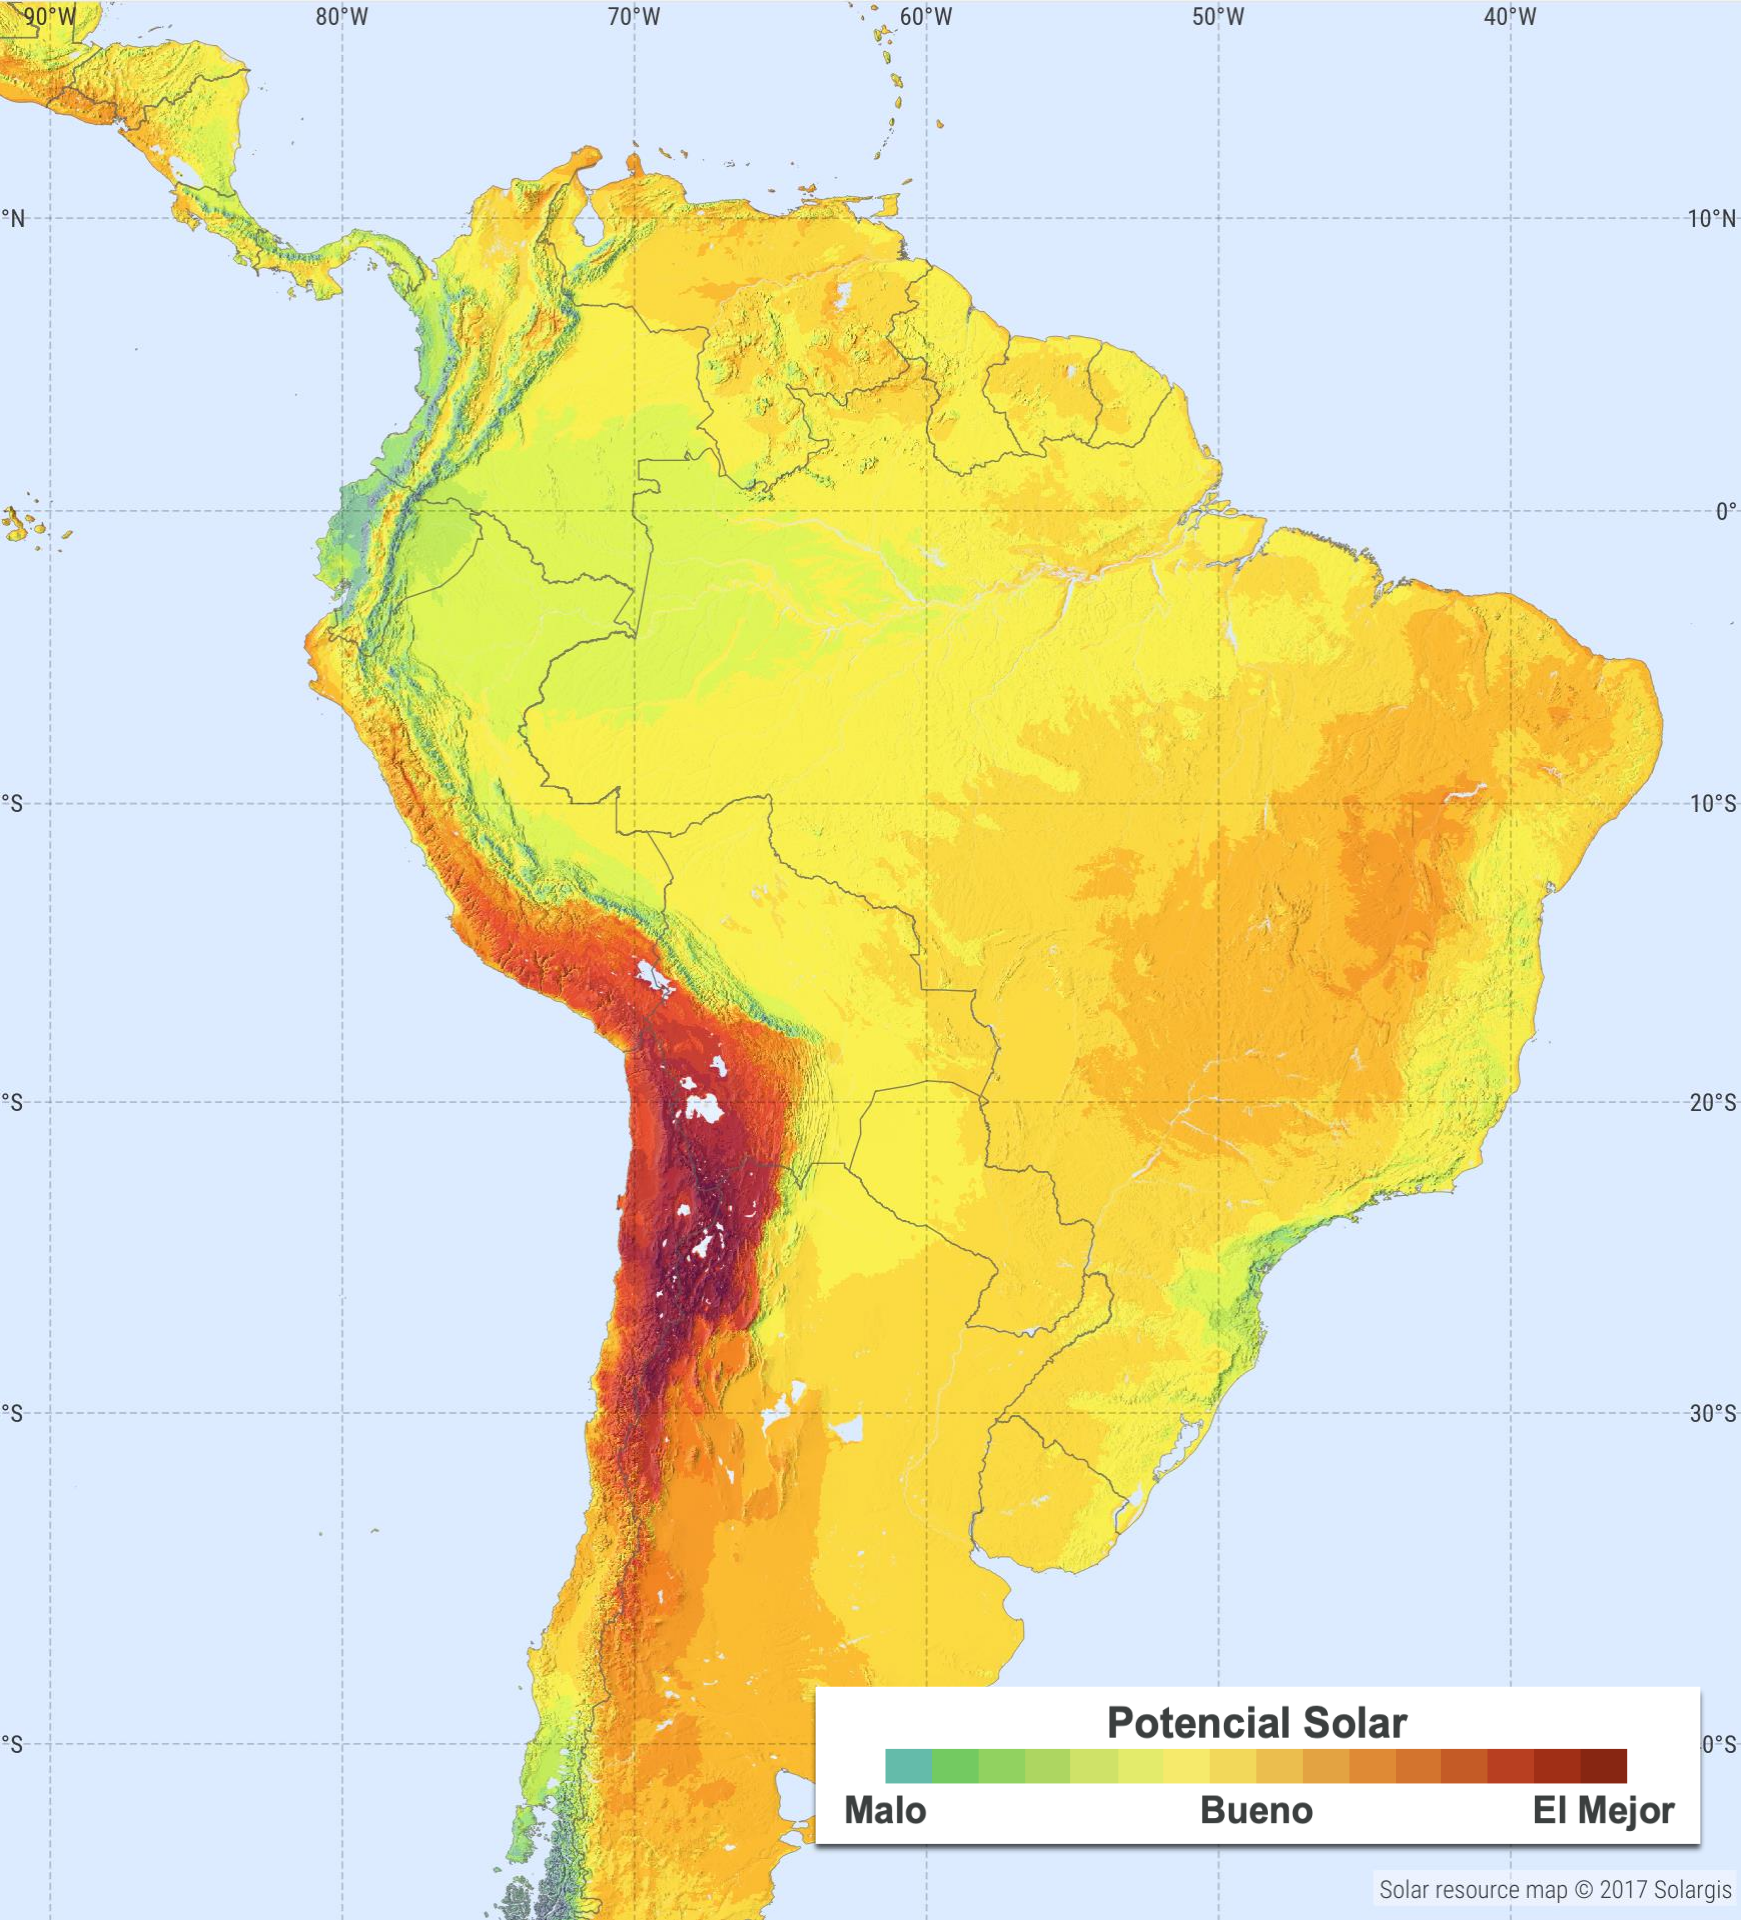 90°W 80°W 70°W 60°W 50°W 40°W
°N 10°N
0°
°S 10°S
°S 20°S
°S 30°S
°S 0°S
Potencial Solar
Malo Bueno El Mejor
Solar resource map © 2017 Solargis